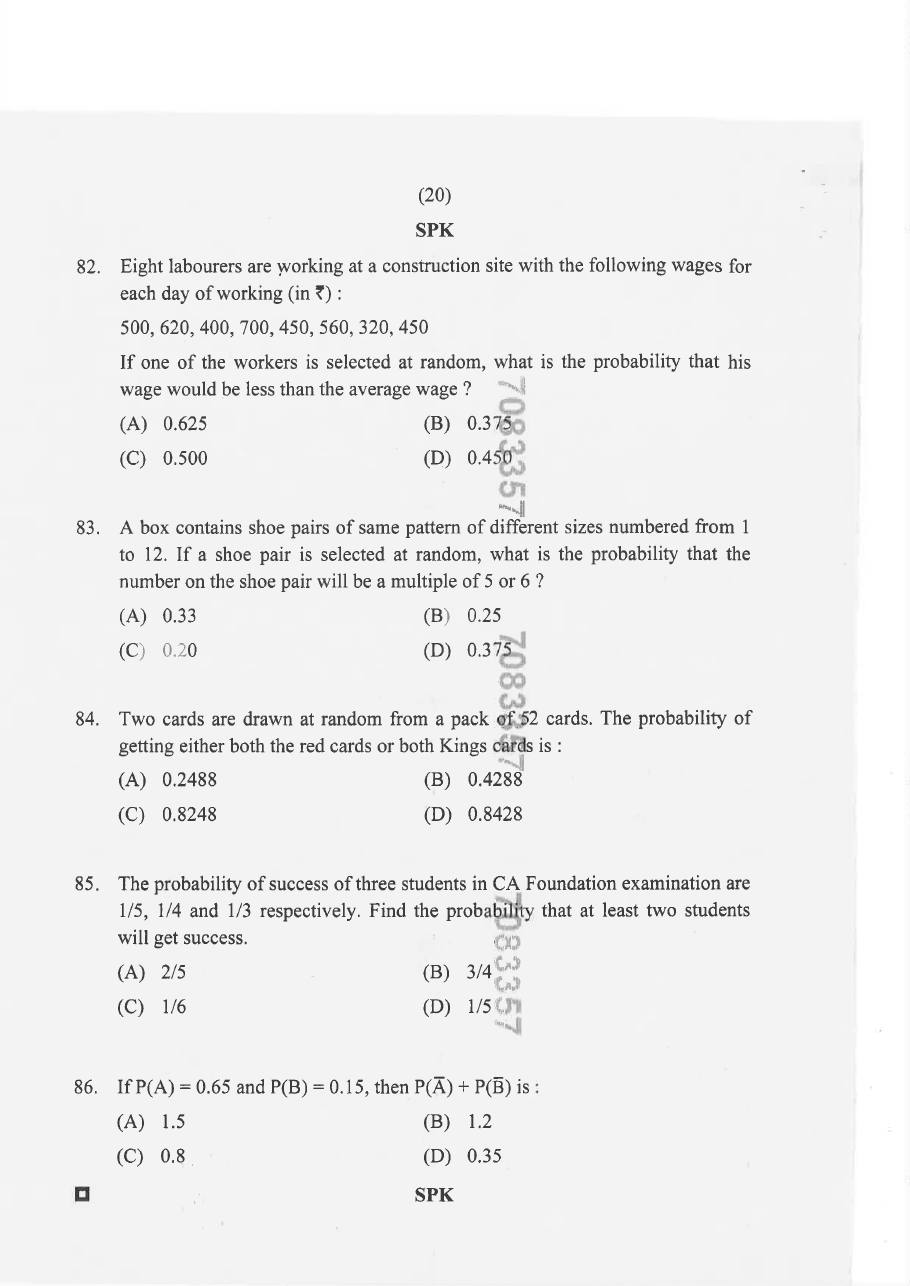 (20)
SPK
82. Eight labourers are working at a construction site with the following wages for
each day of working (in ₹) :
500, 620, 400, 700, 450, 560, 320, 450
If one of the workers is selected at random, what is the probability that his
wage would be less than the average wage ?
(A) 0.625 (B) 0.375
(C) 0.500 (D) 0.450
7083357
83. A box contains shoe pairs of same pattern of different sizes numbered from 1
to 12. If a shoe pair is selected at random, what is the probability that the
number on the shoe pair will be a multiple of 5 or 6 ?
(A) 0.33 (B) 0.25
(C) 0.20 (D) 0.375
7083357
84. Two cards are drawn at random from a pack of 52 cards. The probability of
getting either both the red cards or both Kings cards is :
(A) 0.2488 (B) 0.4288
(C) 0.8248 (D) 0.8428
85. The probability of success of three students in CA Foundation examination are
1/5, 1/4 and 1/3 respectively. Find the probability that at least two students
will get success.
(A) 2/5 (B) 3/4
(C) 1/6 (D) 1/5
7083357
86. If P(A) = 0.65 and P(B) = 0.15, then P(A̅) + P(B̅) is :
(A) 1.5 (B) 1.2
(C) 0.8 (D) 0.35
SPK